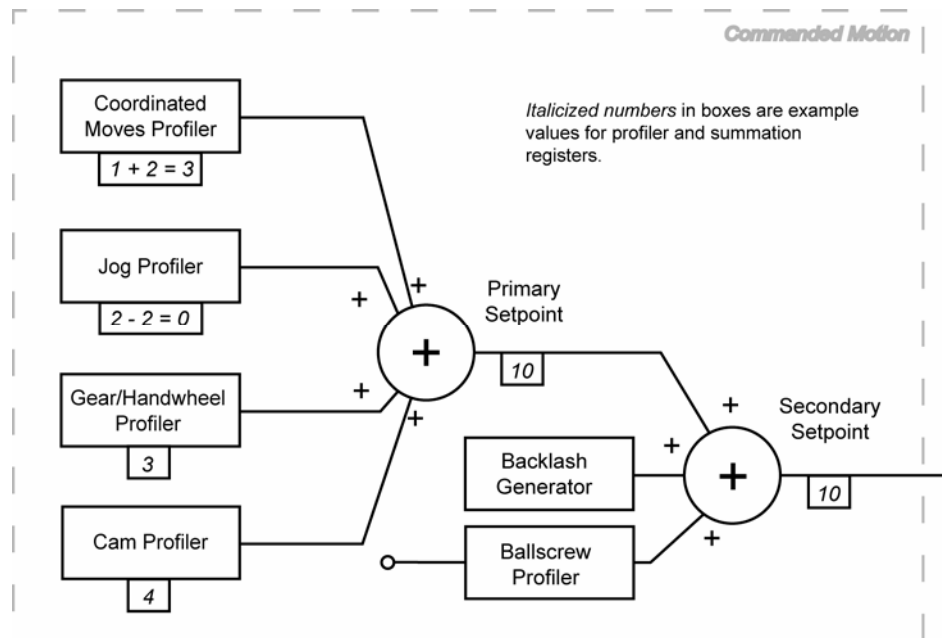 Commanded Motion
Coordinated
Moves Profiler
1 + 2 = 3
Italicized numbers in boxes are example
values for profiler and summation
registers.
Jog Profiler
2 - 2 = 0
+
+
Primary
Setpoint
+
10
Gear/Handwheel
Profiler
3
+
+
Cam Profiler
4
+
Secondary
Setpoint
Backlash
Generator
+
+
10
Ballscrew
Profiler
+